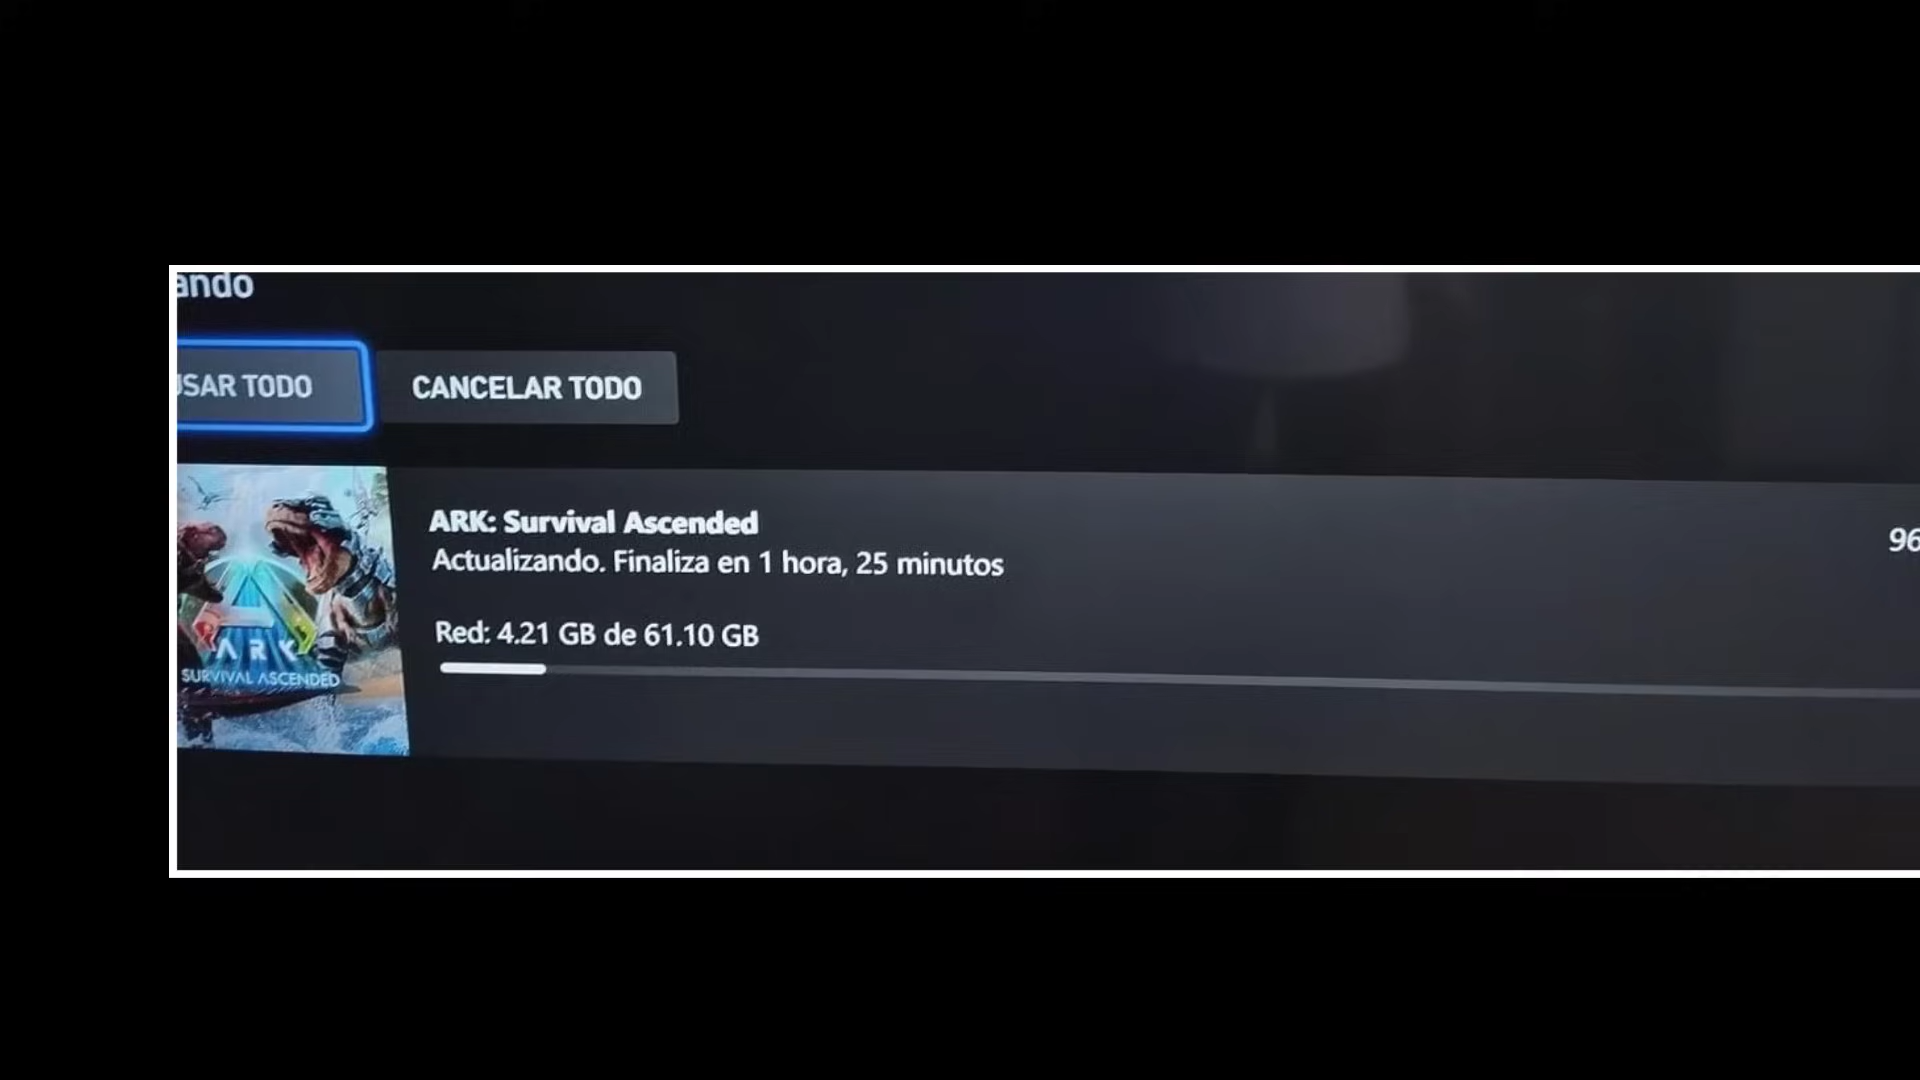 ando
USAR TODO
CANCELAR TODO
ARK: Survival Ascended
96
Actualizando. Finaliza en 1 hora, 25 minutos
Red: 4.21 GB de 61.10 GB
ARK
SURVIVAL ASCENDED